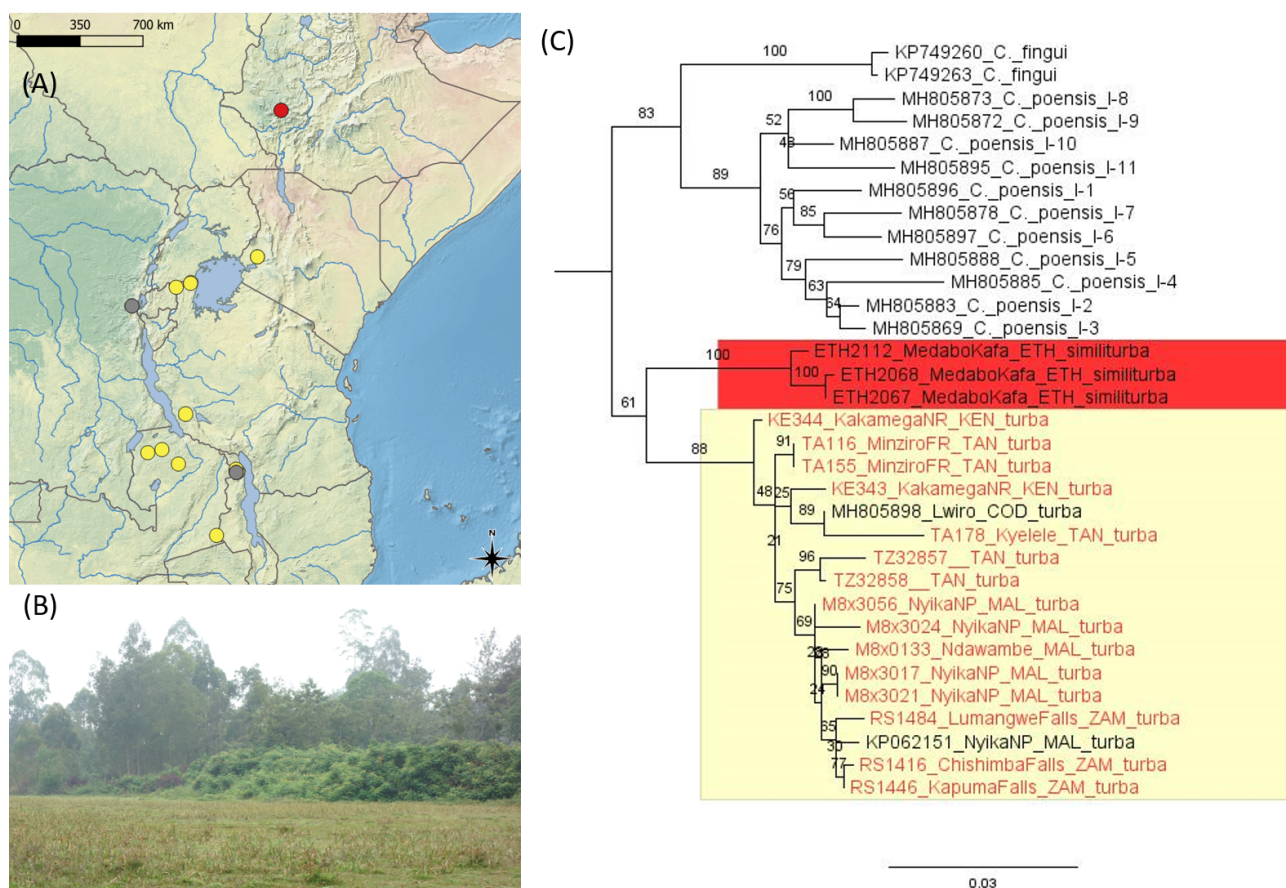 0 350 700 km
(A)
N
(B)
(C)
100
KP749260_C._fingui
KP749263_C._fingui
83
100
MH805873_C._poensis_I-8
52
MH805872_C._poensis_I-9
MH805887_C._poensis_I-10
MH805895_C._poensis_I-11
89
56
MH805896_C._poensis_I-1
85
MH805878_C._poensis_I-7
76
MH805897_C._poensis_I-6
79
MH805888_C._poensis_I-5
63
MH805885_C._poensis_I-4
64
MH805883_C._poensis_I-2
MH805869_C._poensis_I-3
100
ETH2112_MedaboKafa_ETH_similiturba
100
ETH2068_MedaboKafa_ETH_similiturba
ETH2067_MedaboKafa_ETH_similiturba
61
KE344_KakamegaNR_KEN_turba
88
91
TA116_MinziroFR_TAN_turba
TA155_MinziroFR_TAN_turba
48
25
KE343_KakamegaNR_KEN_turba
89
MH805898_Lwiro_COD_turba
TA178_Kyelele_TAN_turba
21
96
TZ32857__TAN_turba
TZ32858__TAN_turba
75
M8x3056_NyikaNP_MAL_turba
69
M8x3024_NyikaNP_MAL_turba
M8x0133_Ndawambe_MAL_turba
90
M8x3017_NyikaNP_MAL_turba
24
M8x3021_NyikaNP_MAL_turba
65
RS1484_LumangweFalls_ZAM_turba
30
KP062151_NyikaNP_MAL_turba
77
RS1416_ChishimbaFalls_ZAM_turba
RS1446_KapumaFalls_ZAM_turba
0.03